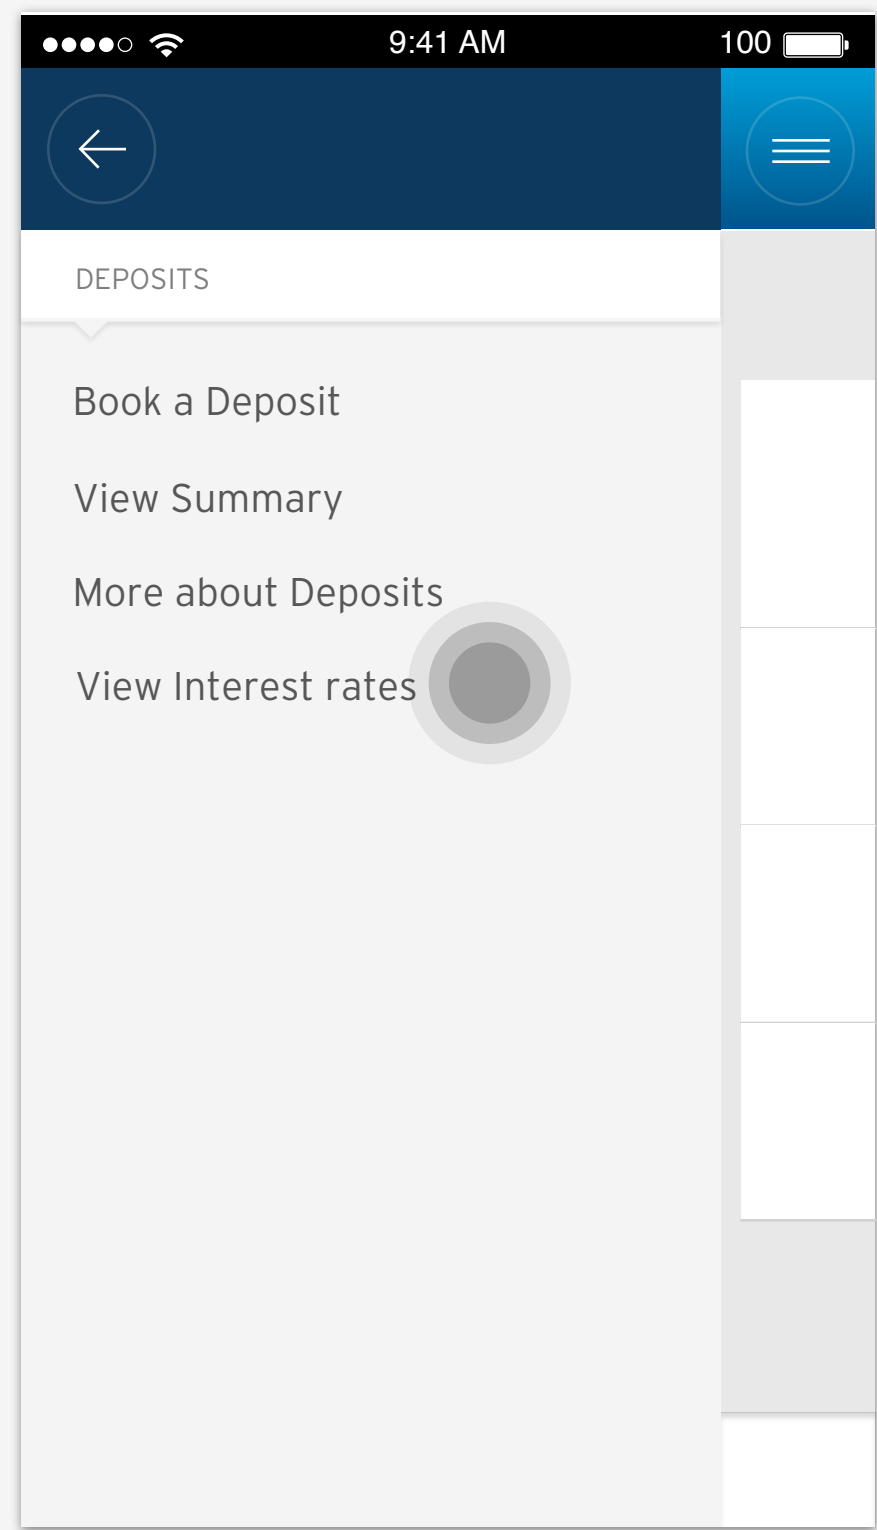 9:41 AM
100
DEPOSITS
Book a Deposit
View Summary
More about Deposits
View Interest rates